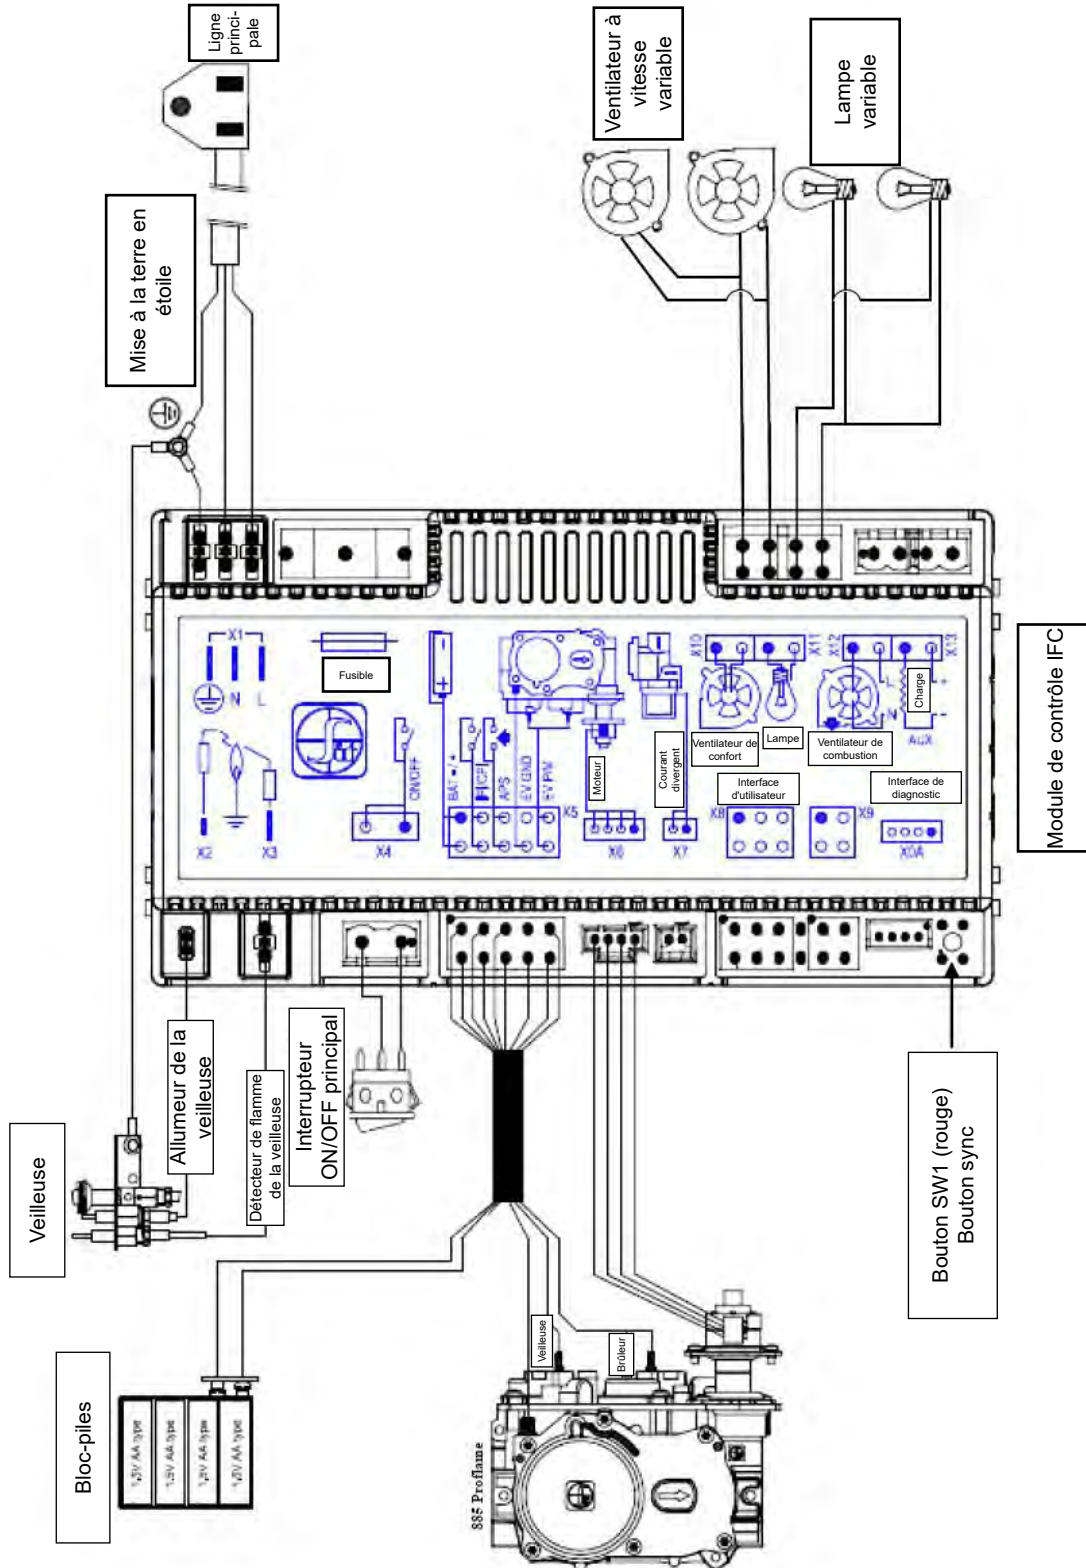 Ligne
princi-
pale
Mise à la terre en
étoile
Ventilateur à
vitesse
variable
Lampe
variable
X1
N
L
X2
X3
Fusible
ON/OFF
X4
BAT - / +
APS
EV GND
X5
Moteur
X6
Courant
divergent
X7
X10
X11
Ventilateur de
confort
Lampe
Interface
d'utilisateur
X8
X9
X12
X13
L
N
+
-
Charge
AUX
Ventilateur de
combustion
Interface de
diagnostic
X0A
Module de contrôle IFC
Veilleuse
Allumeur de la
veilleuse
Détecteur de flamme
de la veilleuse
Interrupteur
ON/OFF principal
Bouton SW1 (rouge)
Bouton sync
Bloc-piles
1,5V AA type
1,5V AA type
1,5V AA type
1,5V AA type
Veilleuse
Brûleur
885 Proflame